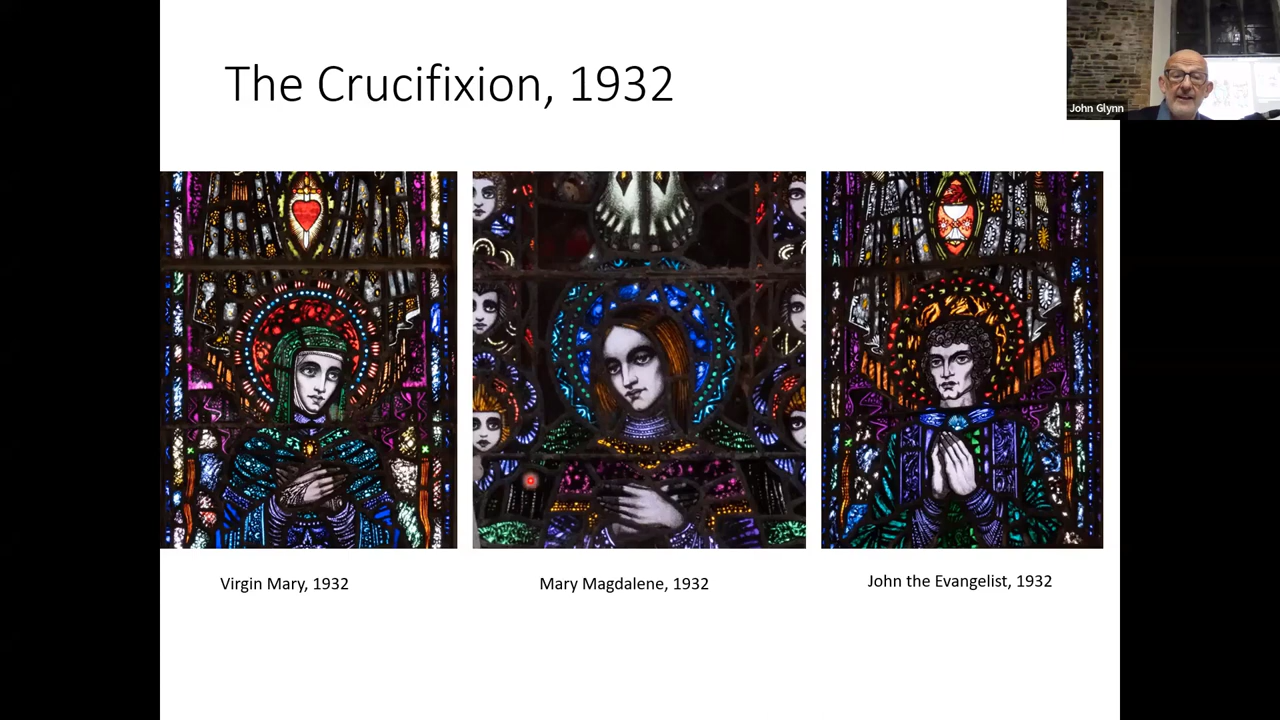 The Crucifixion, 1932
John Glynn
Virgin Mary, 1932
Mary Magdalene, 1932
John the Evangelist, 1932